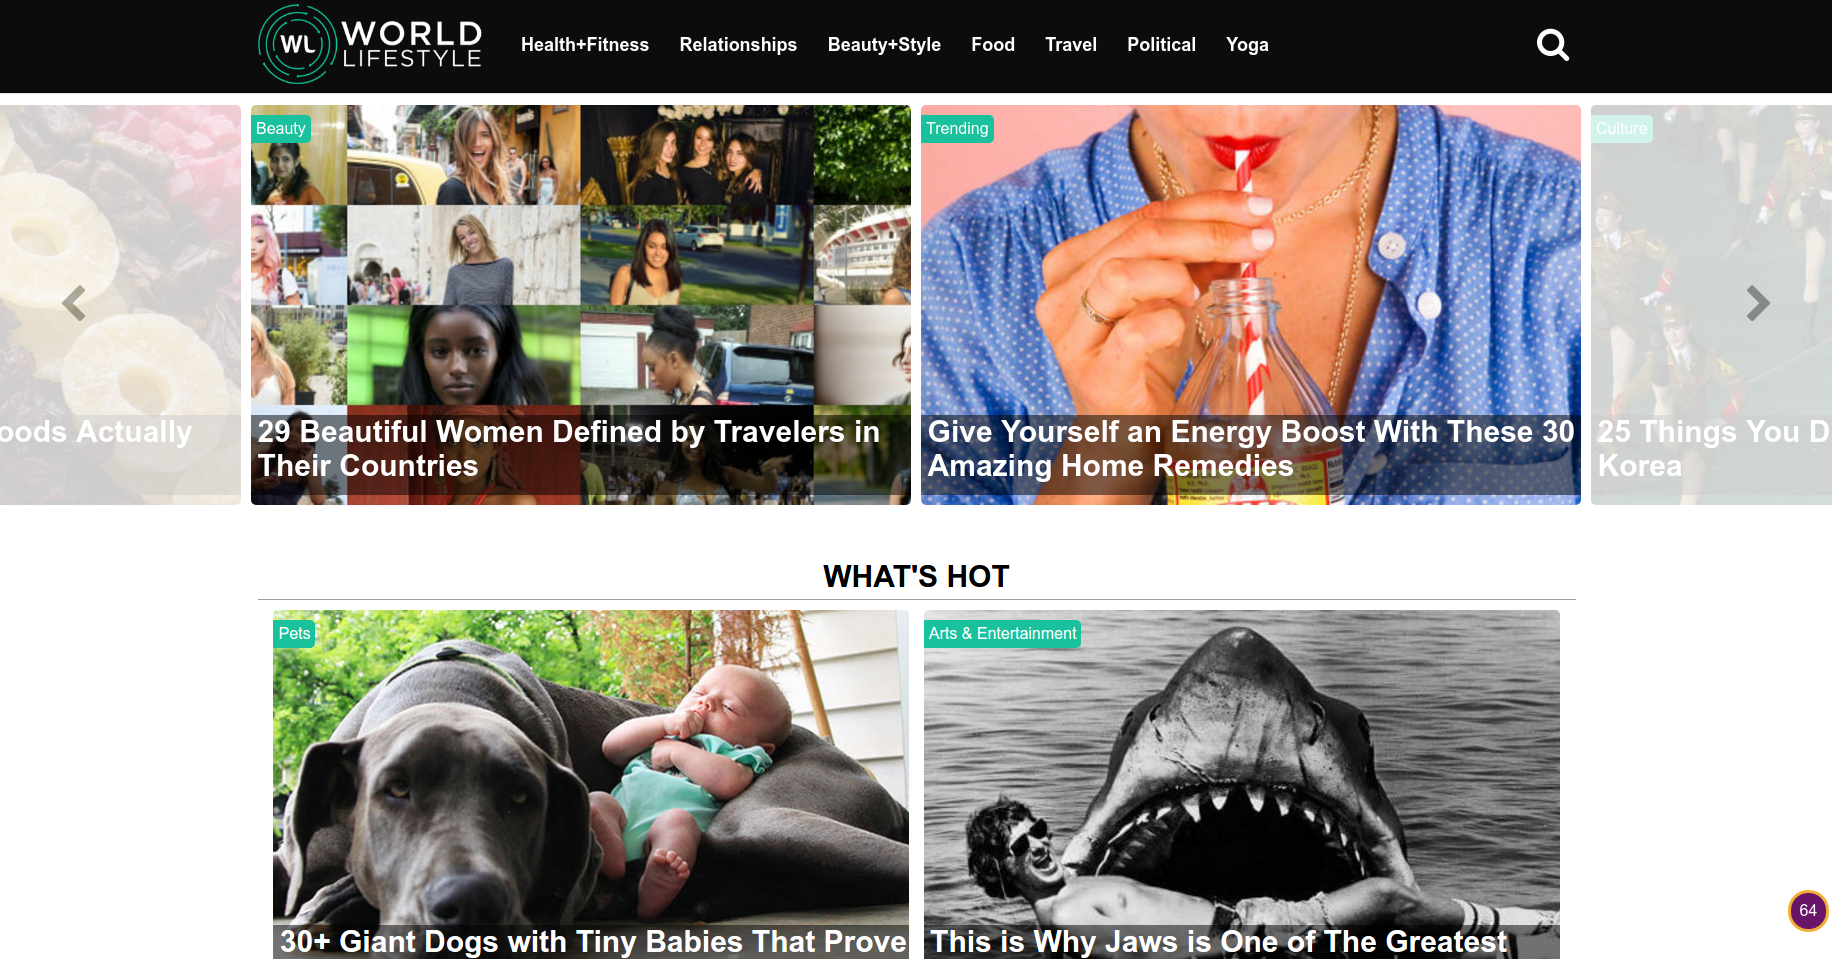 WL WORLD LIFESTYLE
Health+Fitness Relationships Beauty+Style Food Travel Political Yoga
oods Actually
Beauty
29 Beautiful Women Defined by Travelers in
Their Countries
Trending
Give Yourself an Energy Boost With These 30
Amazing Home Remedies
Culture
25 Things You D
Korea
WHAT'S HOT
Pets
30+ Giant Dogs with Tiny Babies That Prove
Arts & Entertainment
This is Why Jaws is One of The Greatest
64